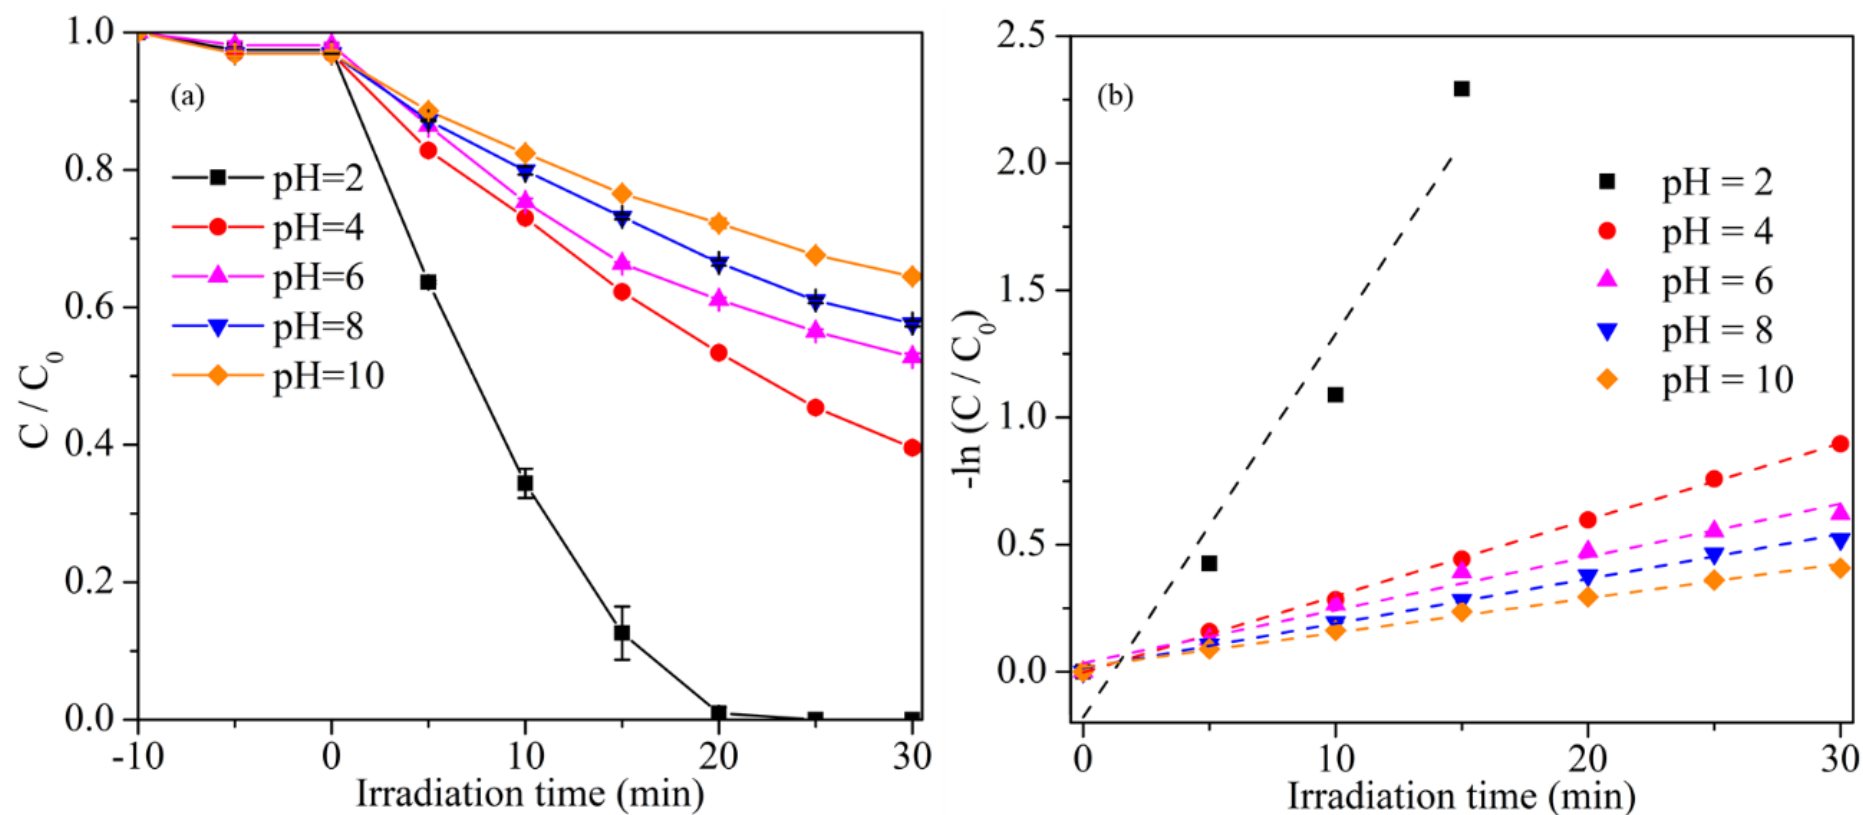 (a)
pH=2
pH=4
pH=6
pH=8
pH=10
C / C0
1.0
0.8
0.6
0.4
0.2
0.0
-10
0
10
20
30
Irradiation time (min)
(b)
pH = 2
pH = 4
pH = 6
pH = 8
pH = 10
-ln (C / C0)
2.5
2.0
1.5
1.0
0.5
0.0
0
10
20
30
Irradiation time (min)